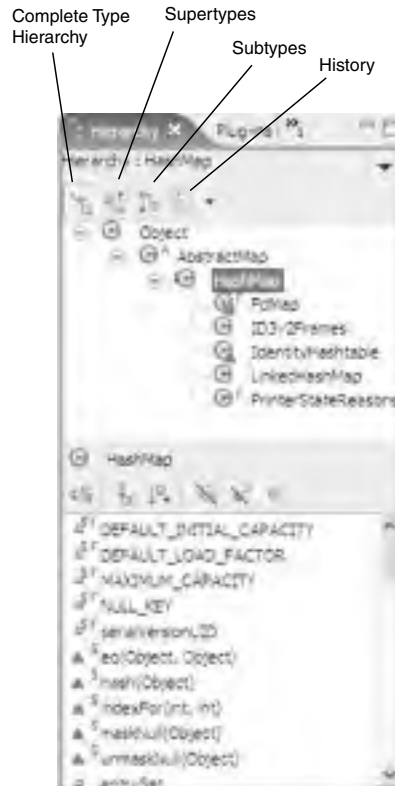 Complete Type
Hierarchy
Supertypes
Subtypes
History
Hierarchy
Plug-ins
Hierarchy : HashMap
Object
A AbstractMap
HashMap
FdMap
ID3v2Frames
IdentityHashtable
LinkedHashMap
F PrinterStateReasons
HashMap
S F DEFAULT_INITIAL_CAPACITY
S F DEFAULT_LOAD_FACTOR
S F MAXIMUM_CAPACITY
S F NULL_KEY
S F serialVersionUID
S eq(Object, Object)
S hash(Object)
S indexFor(int, int)
S maskNull(Object)
S unmaskNull(Object)
entrySet